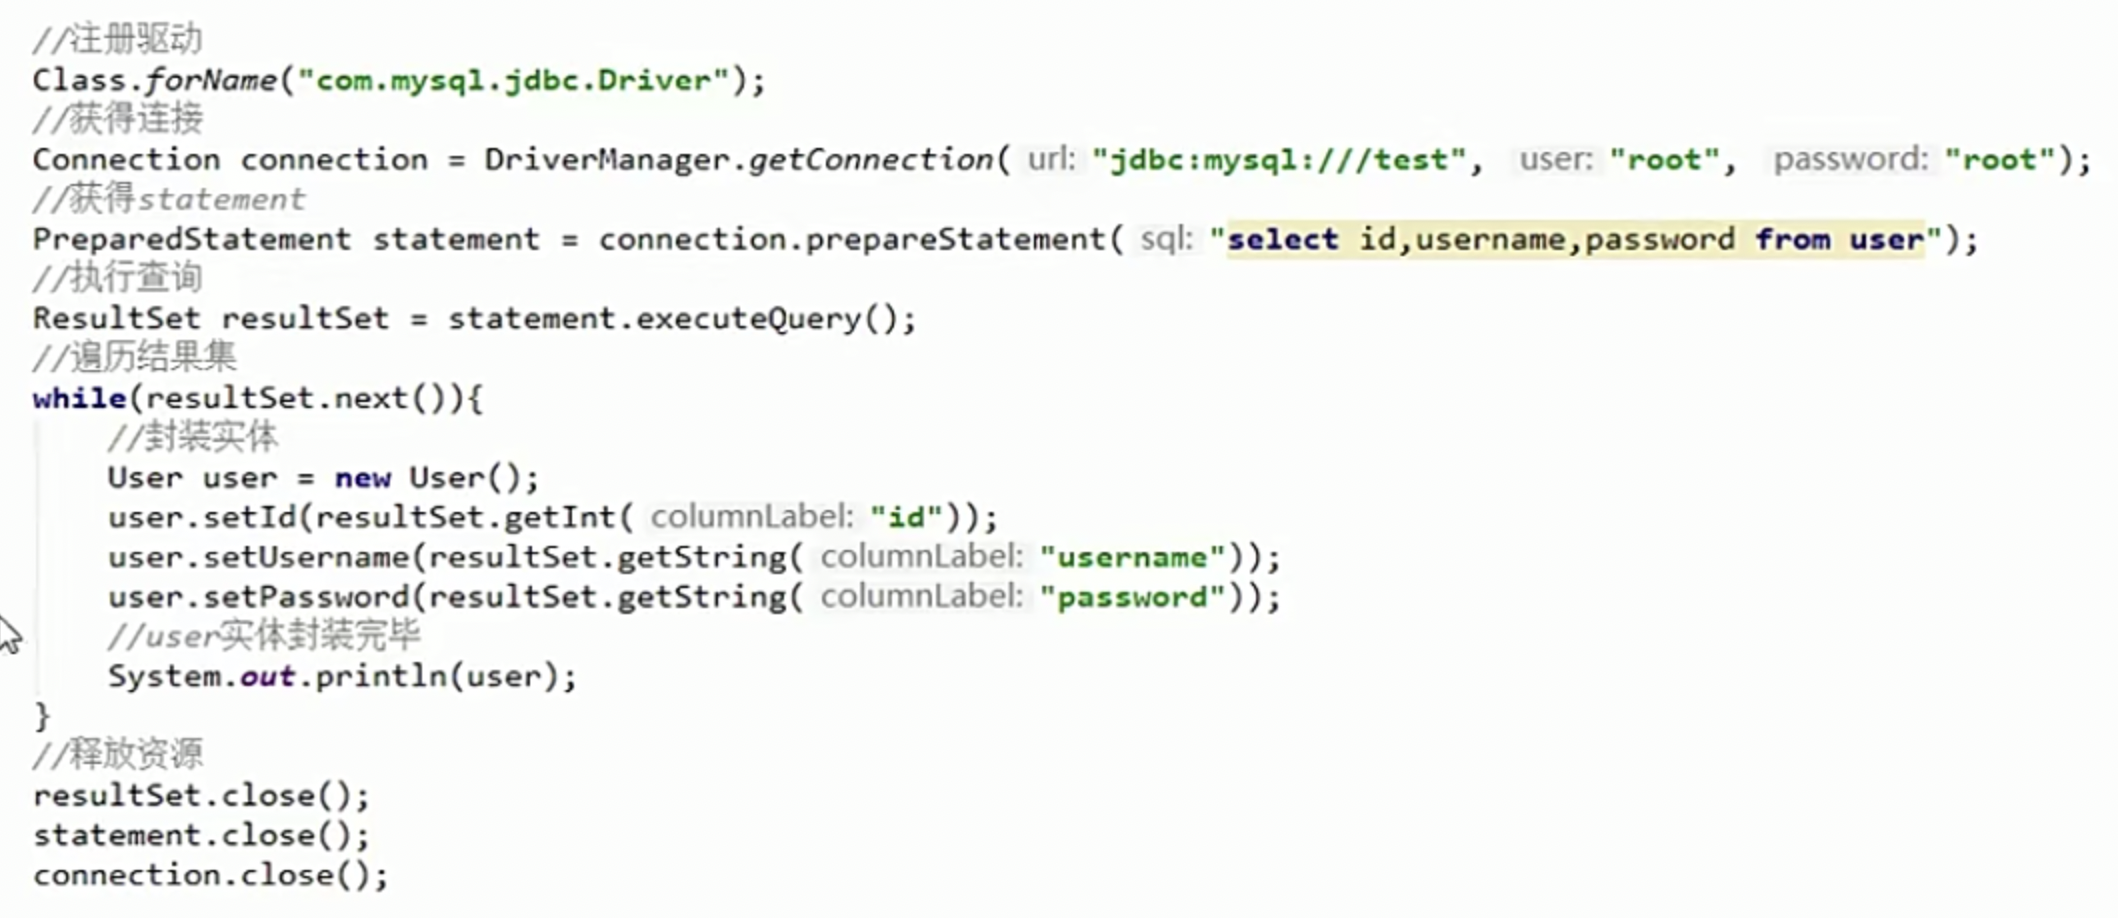 //注册驱动
Class.forName("com.mysql.jdbc.Driver");
//获得连接
Connection connection = DriverManager.getConnection( url: "jdbc:mysql:///test", user: "root", password: "root");
//获得statement
PreparedStatement statement = connection.prepareStatement( sql: "select id,username,password from user");
//执行查询
ResultSet resultSet = statement.executeQuery();
//遍历结果集
while(resultSet.next()){
    //封装实体
    User user = new User();
    user.setId(resultSet.getInt( columnLabel: "id"));
    user.setUsername(resultSet.getString( columnLabel: "username"));
    user.setPassword(resultSet.getString( columnLabel: "password"));
    //user实体封装完毕
    System.out.println(user);
}
//释放资源
resultSet.close();
statement.close();
connection.close();